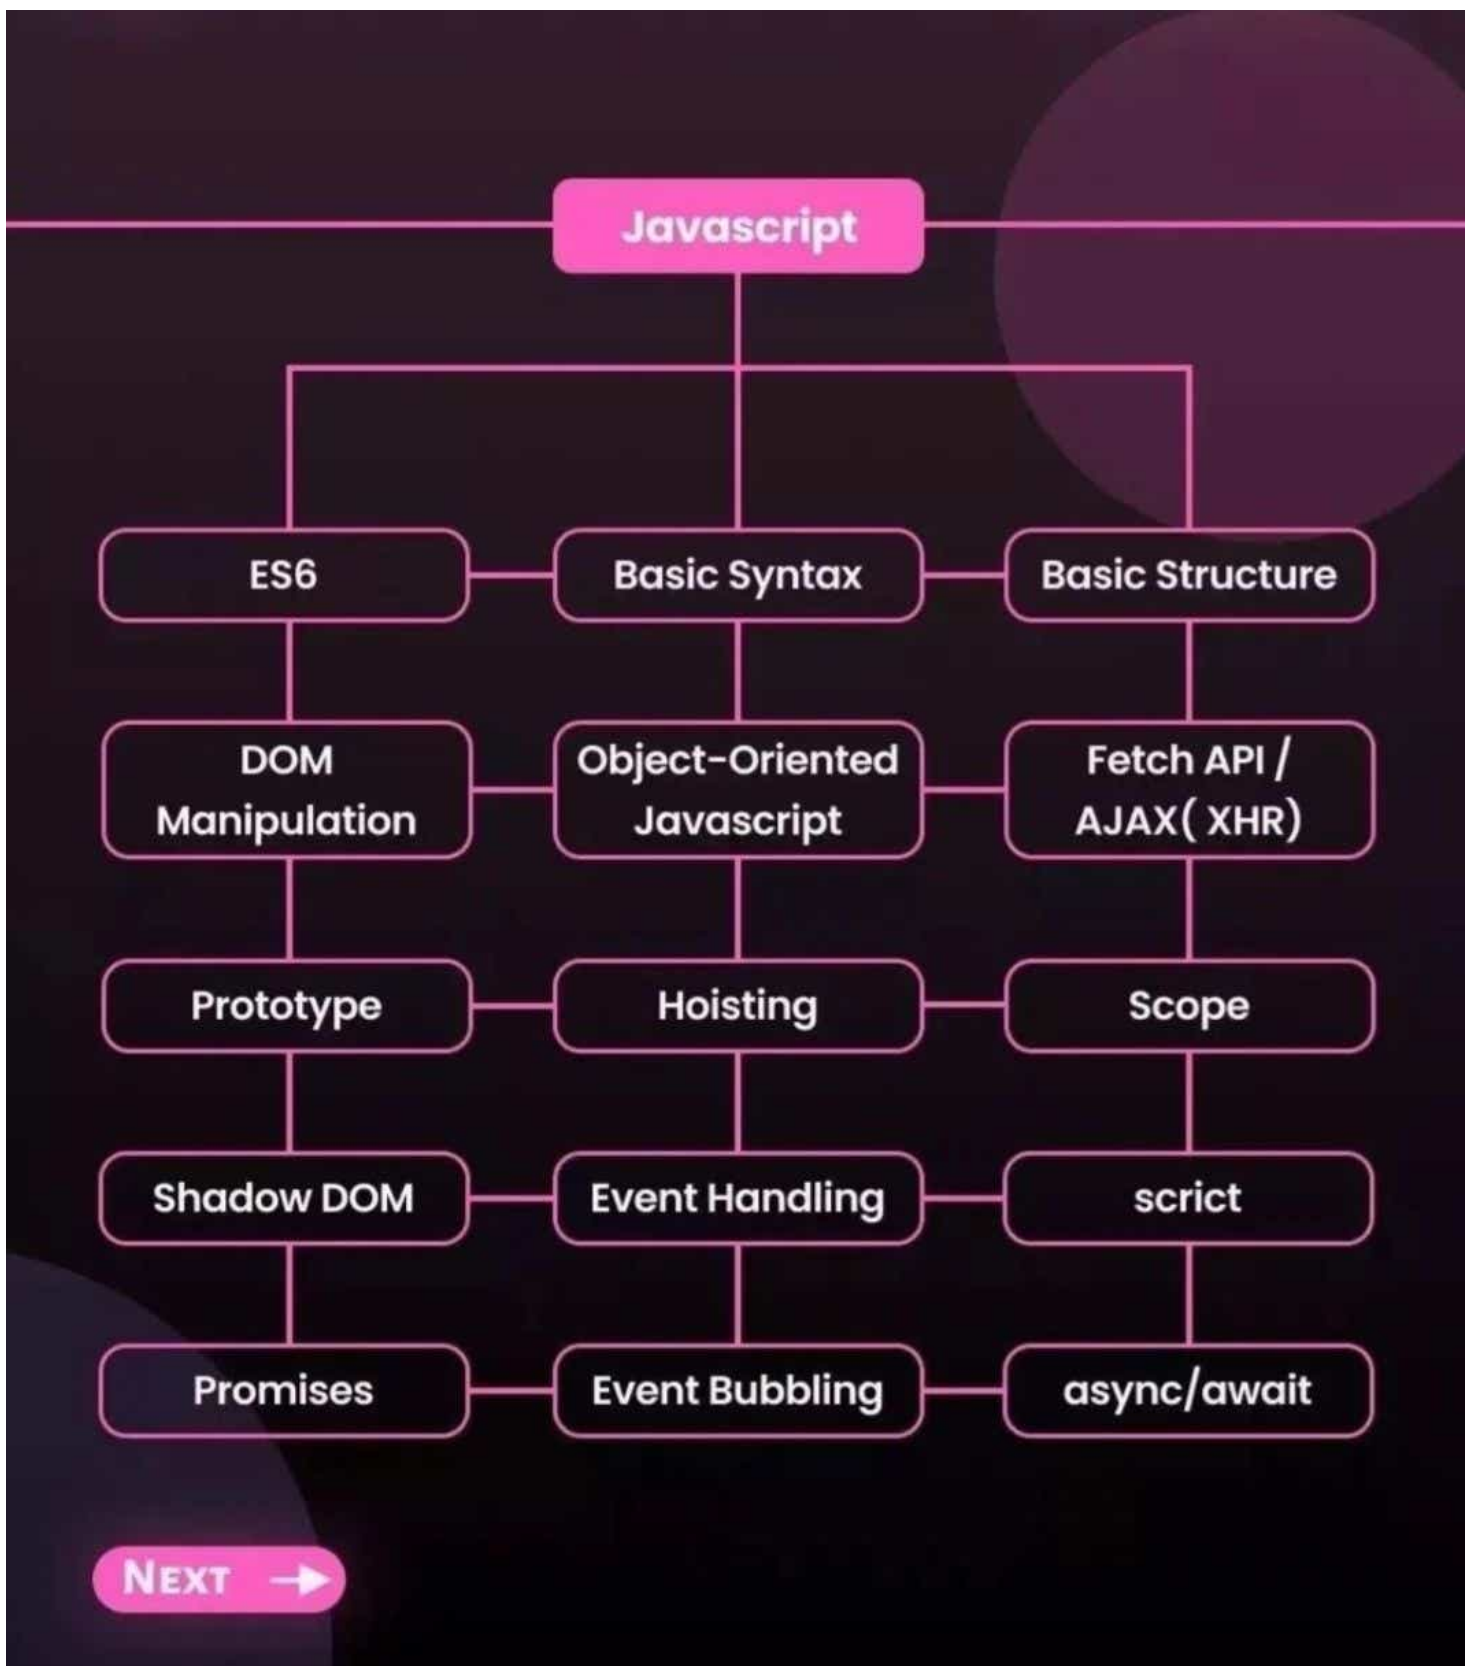 Javascript
ES6
Basic Syntax
Basic Structure
DOM
Manipulation
Object-Oriented
Javascript
Fetch API /
AJAX( XHR)
Prototype
Hoisting
Scope
Shadow DOM
Event Handling
scrict
Promises
Event Bubbling
async/await
NEXT